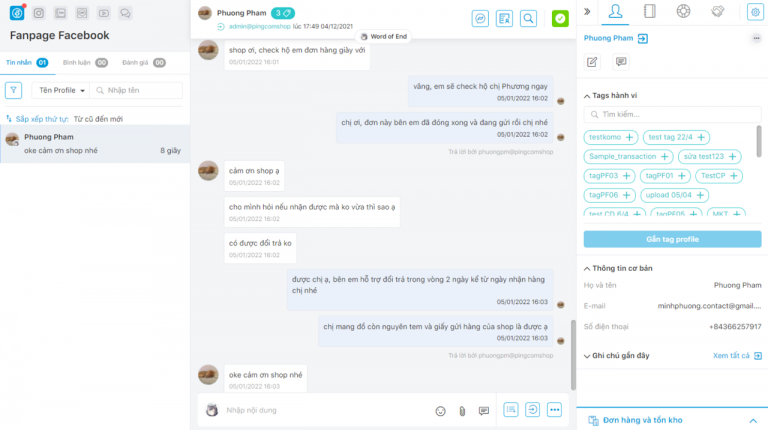 Fanpage Facebook
Tin nhắn 01
Bình luận 00
Đánh giá 00
Tên Profile
Nhập tên
Sắp xếp thứ tự: Từ cũ đến mới
Phuong Pham
oke cảm ơn shop nhé
8 giây
Phuong Pham 3
admin@pingcomshop lúc 17:49 04/12/2021
Word of End
shop ơi, check hộ em đơn hàng giày với
05/01/2022 16:01
vâng, em sẽ check hộ chị Phương ngay
05/01/2022 16:02
chị ơi, đơn này bên em đã đóng xong và đang gửi rồi chị nhé
05/01/2022 16:02
Trả lời bởi phuongpm@pingcomshop
cảm ơn shop ạ
05/01/2022 16:02
cho mình hỏi nếu nhận được mà ko vừa thì sao ạ
05/01/2022 16:02
có được đổi trả ko
05/01/2022 16:02
được chị ạ, bên em hỗ trợ đổi trả trong vòng 2 ngày kể từ ngày nhận hàng
chị nhé
05/01/2022 16:03
chị mang đồ còn nguyên tem và giấy gửi hàng của shop là được ạ
05/01/2022 16:03
Trả lời bởi phuongpm@pingcomshop
oke cảm ơn shop nhé
05/01/2022 16:03
Nhập nội dung
Phuong Pham
Tags hành vi
Tìm kiếm...
testkomo +
test tag 22/4 +
Sample_transaction +
sửa test123 +
tagPF03 +
tagPF01 +
TestCP +
tagPF06 +
upload 05/04 +
test CD 6/4 +
tagPF05 +
MKT +
Gắn tag profile
Thông tin cơ bản
Họ và tên
Phuong Pham
E-mail
minhphuong.contact@gmail....
Số điện thoại
+84366257917
Ghi chú gần đây
Xem tất cả
Đơn hàng và tồn kho